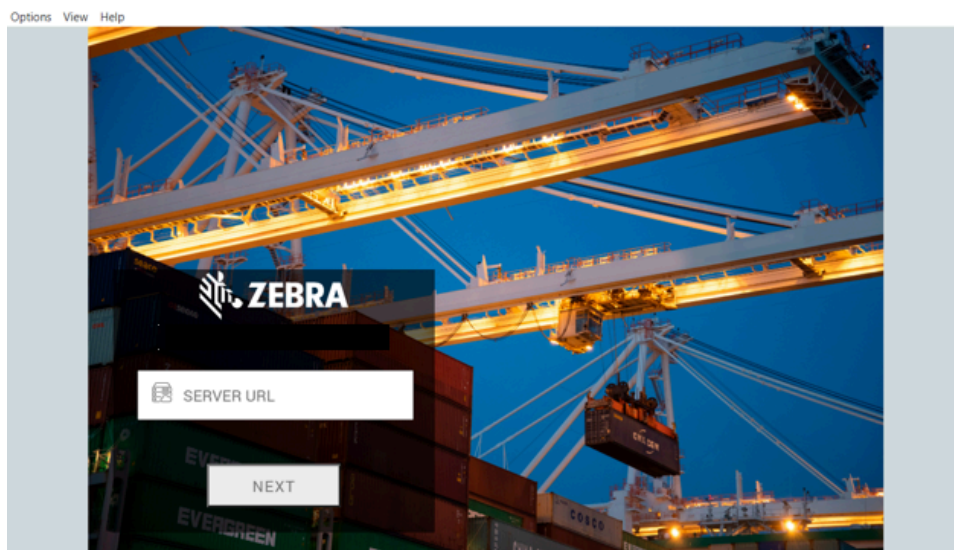 Options View Help
ZEBRA
SERVER URL
NEXT
EVERGREEN
COSCO